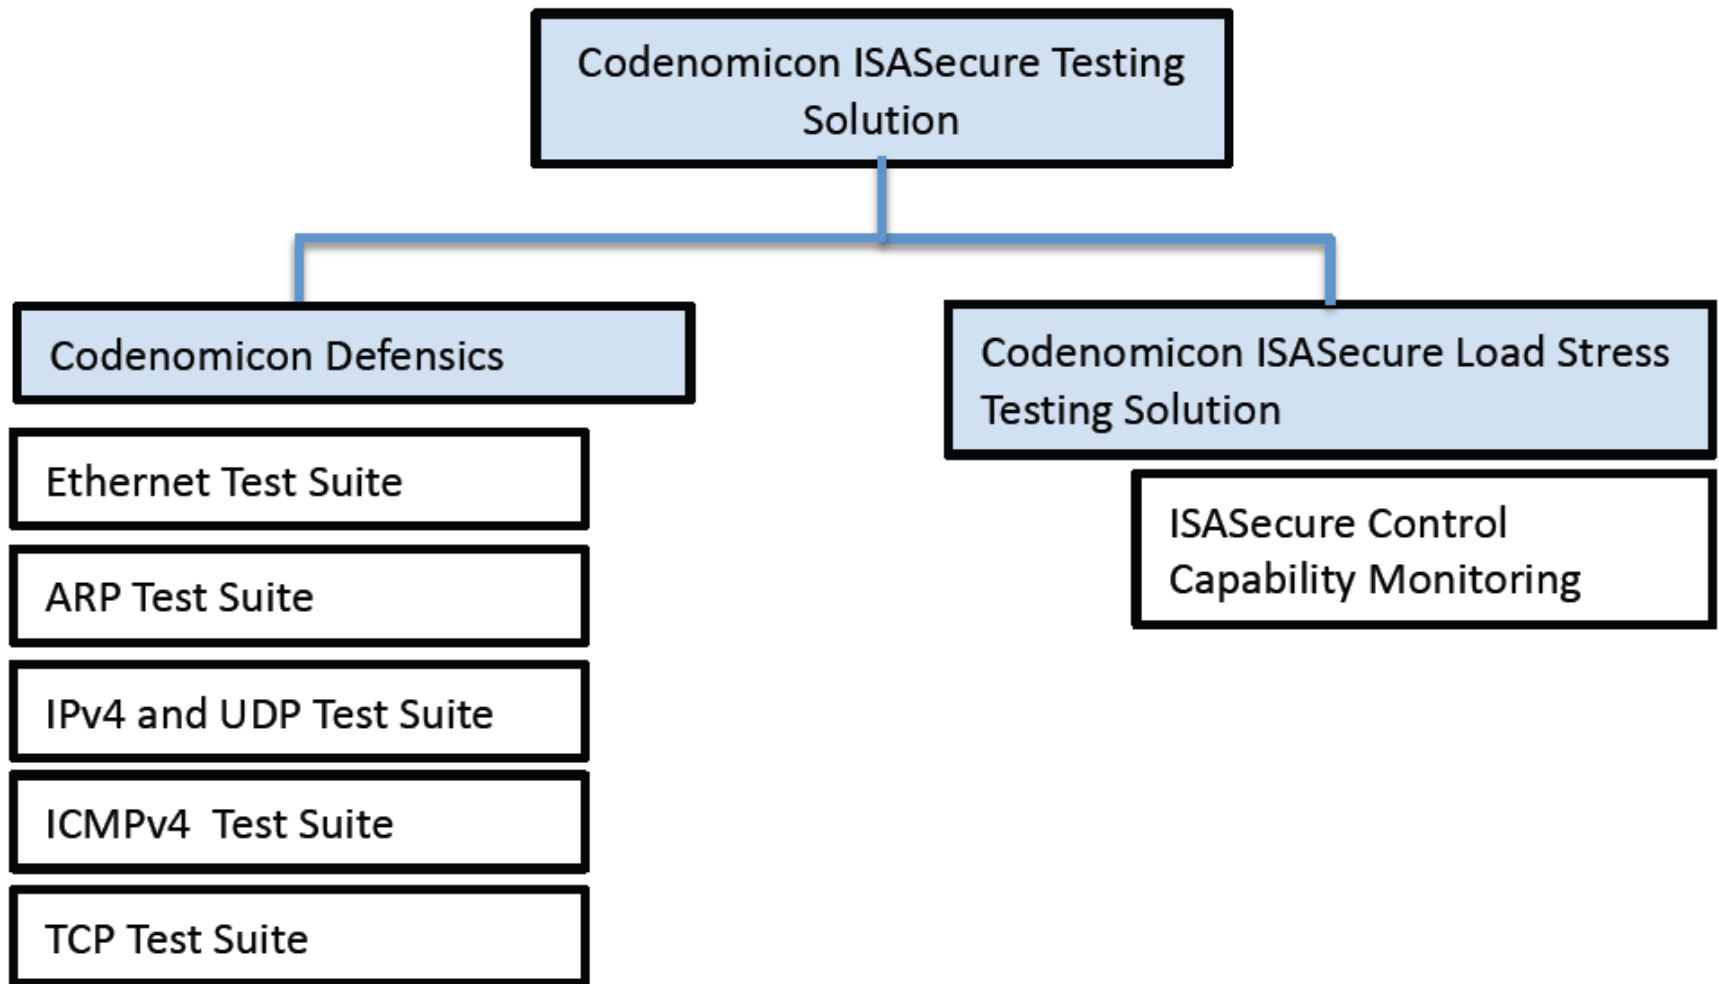 Codenomicon ISASecure Testing
Solution
Codenomicon Defensics
Ethernet Test Suite
ARP Test Suite
IPv4 and UDP Test Suite
ICMPv4  Test Suite
TCP Test Suite
Codenomicon ISASecure Load Stress
Testing Solution
ISASecure Control
Capability Monitoring